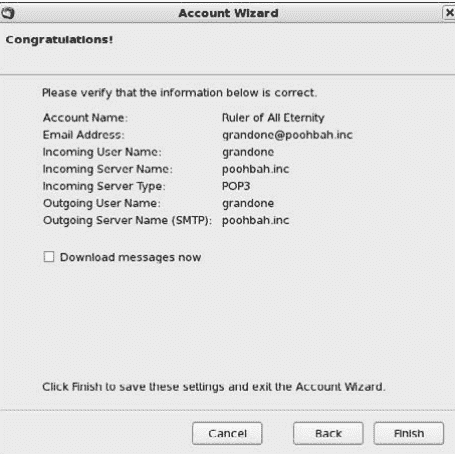 Account Wizard
Congratulations!
Please verify that the information below is correct.
Account Name: Ruler of All Eternity
Email Address: grandone@poohbah.inc
Incoming User Name: grandone
Incoming Server Name: poohbah.inc
Incoming Server Type: POP3
Outgoing User Name: grandone
Outgoing Server Name (SMTP): poohbah.inc
Download messages now
Click Finish to save these settings and exit the Account Wizard.
Cancel Back Finish